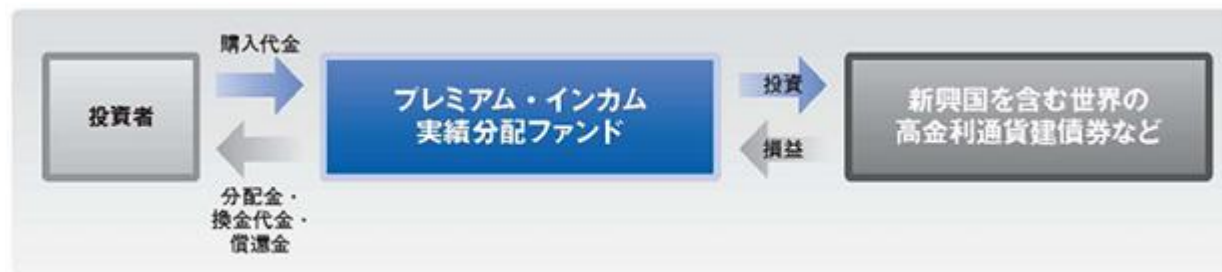 購入代金
投資者
プレミアム・インカム
実績分配ファンド
投資
損益
新興国を含む世界の
高金利通貨建債券など
分配金・
換金代金・
償還金